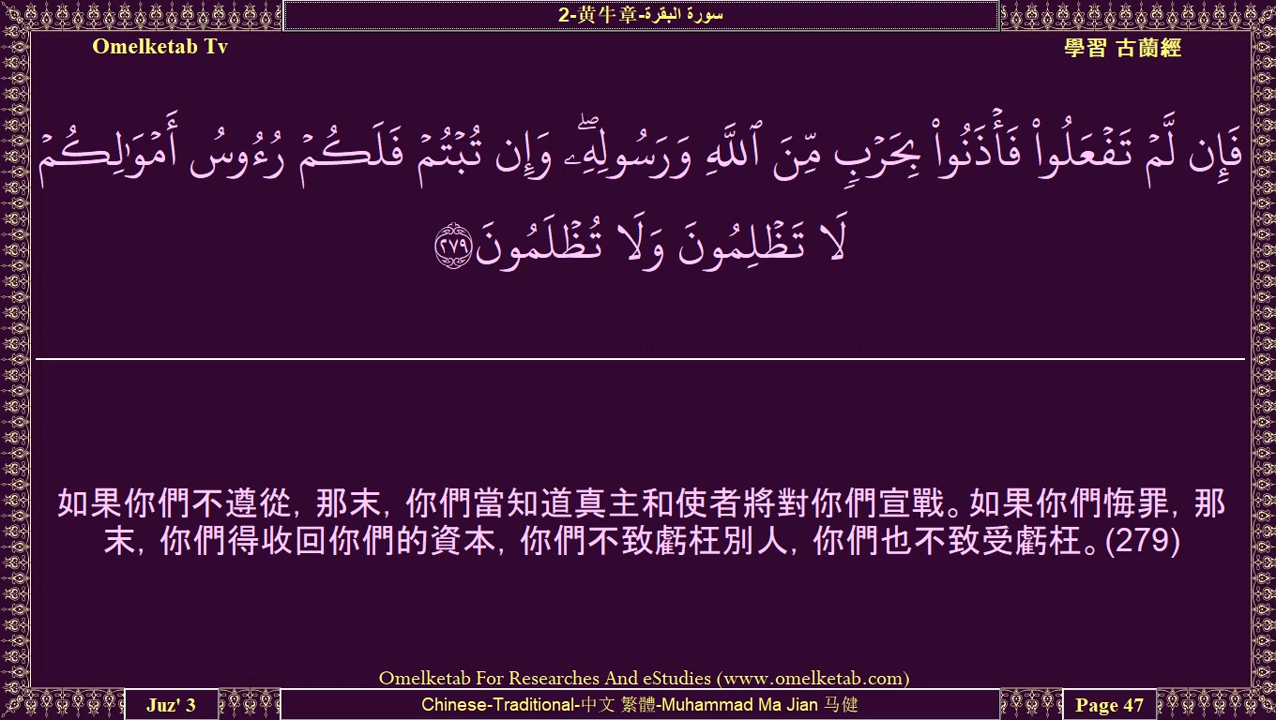 2-黄牛章-سورة البقرة
Omelketab Tv
學習 古蘭經
فَإِن لَّمۡ تَفۡعَلُواْ فَأۡذَنُواْ بِحَرۡبٖ مِّنَ ٱللَّهِ وَرَسُولِهِۦۖ وَإِن تُبۡتُمۡ فَلَكُمۡ رُءُوسُ أَمۡوَٰلِكُمۡ
لَا تَظۡلِمُونَ وَلَا تُظۡلَمُونَ ٢٧٩
如果你們不遵從，那末，你們當知道真主和使者將對你們宣戰。如果你們悔罪，那
末，你們得收回你們的資本，你們不致虧枉別人，你們也不致受虧枉。(279)
Omelketab For Researches And eStudies (www.omelketab.com)
Juz' 3
Chinese-Traditional-中文 繁體-Muhammad Ma Jian 马健
Page 47